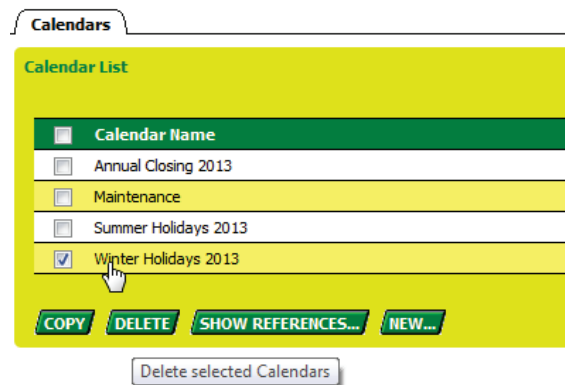 Calendars
Calendar List
Calendar Name
Annual Closing 2013
Maintenance
Summer Holidays 2013
Winter Holidays 2013
COPY DELETE SHOW REFERENCES... NEW...
Delete selected Calendars